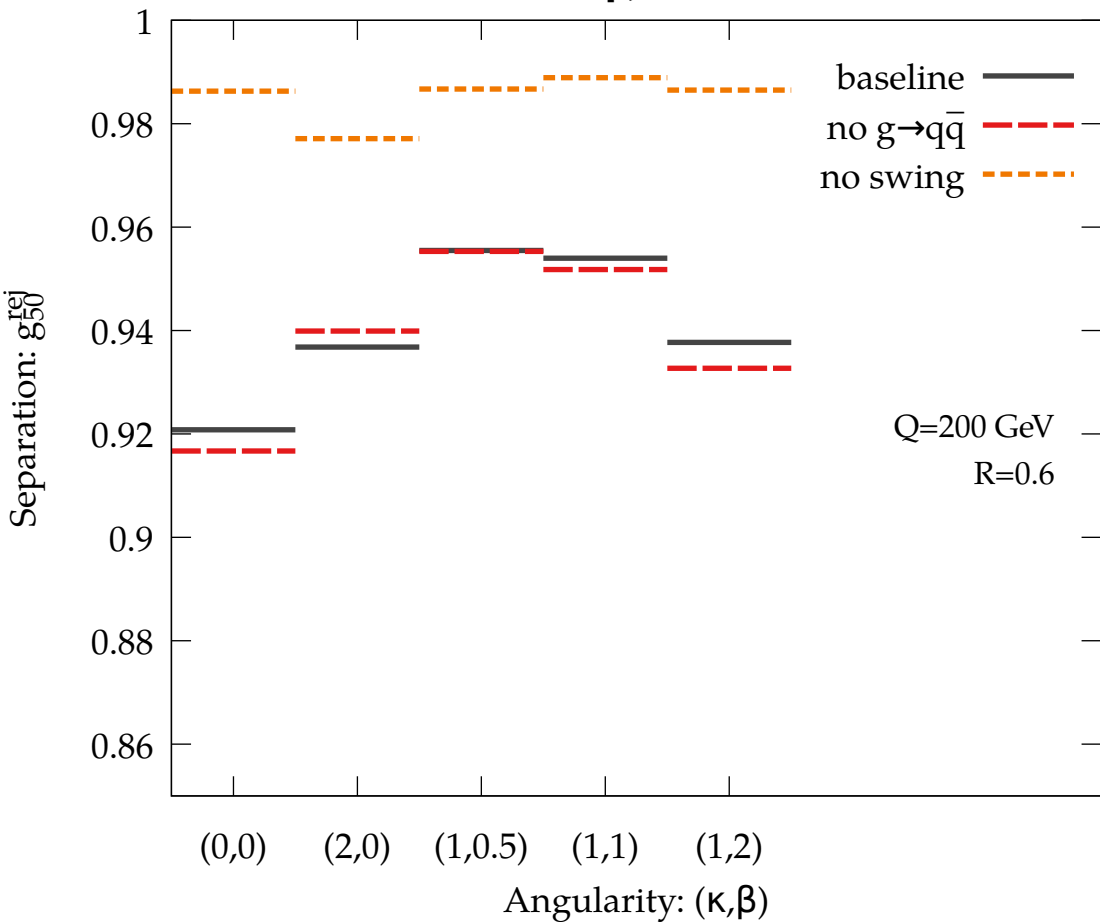 1
0.98
0.96
0.94
0.92
0.9
0.88
0.86
Separation: g₅₀ʳᵉʲ
baseline
no g→qq̅
no swing
Q=200 GeV
R=0.6
(0,0) (2,0) (1,0.5) (1,1) (1,2)
Angularity: (κ,β)